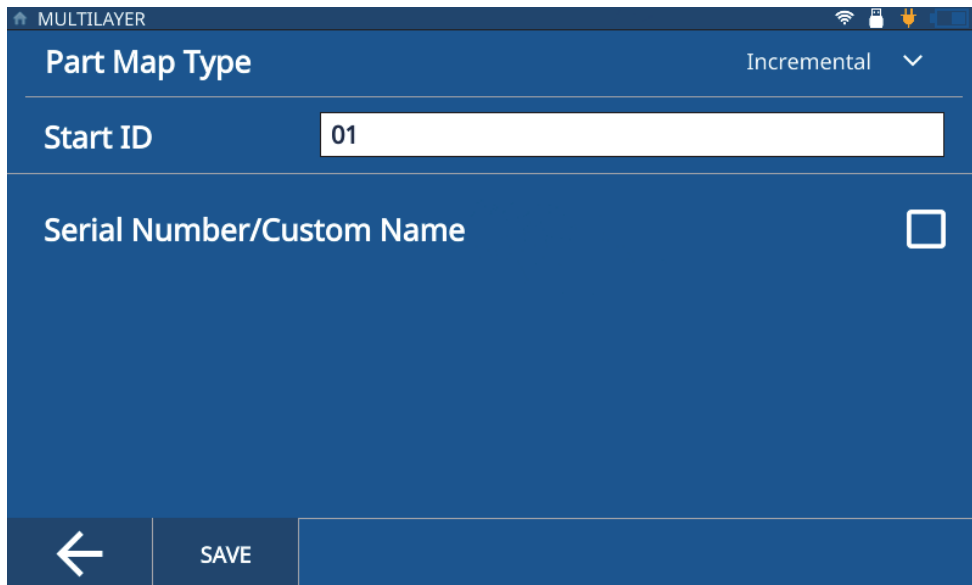 MULTILAYER
Part Map Type Incremental
Start ID 01
Serial Number/Custom Name
SAVE